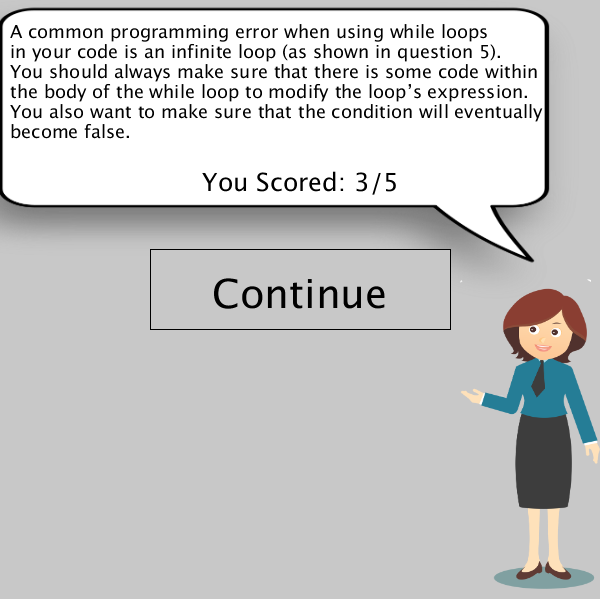 A common programming error when using while loops
in your code is an infinite loop (as shown in question 5).
You should always make sure that there is some code within
the body of the while loop to modify the loop’s expression.
You also want to make sure that the condition will eventually
become false.
You Scored: 3/5
Continue